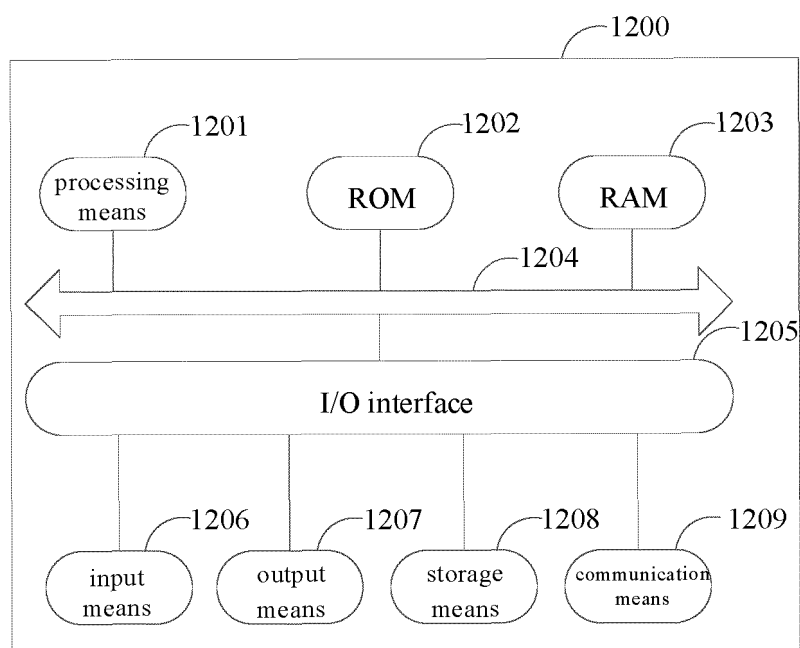 1200
1201
1202
1203
processing
means
ROM
RAM
1204
1205
I/O interface
1206
1207
1208
1209
input
means
output
means
storage
means
communication
means